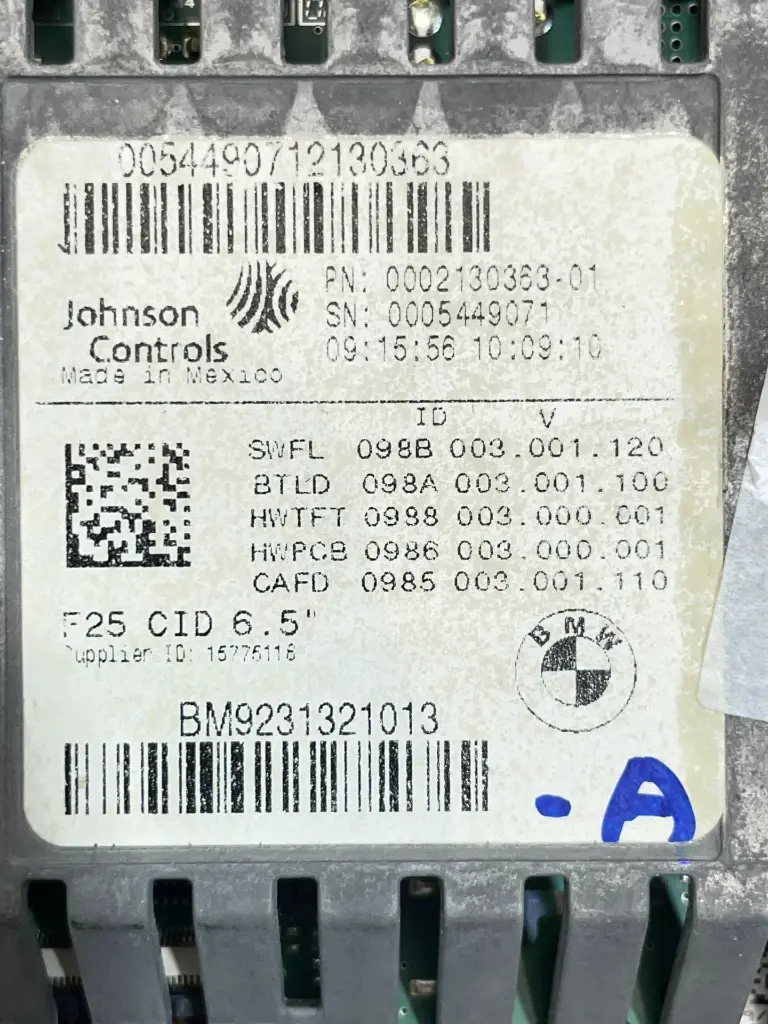 0054490712130363
Johnson
Controls
Made in Mexico
PN: 0002130363-01
SN: 0005449071
09:15:56 10:09:10
ID V
SWFL 098B 003.001.120
BTLD 098A 003.001.100
HWTFT 0988 003.000.001
HWPCB 0986 003.000.001
CAFD 0985 003.001.110
F25 CID 6.5"
Supplier ID: 15775116
BMW
BM9231321013
-A